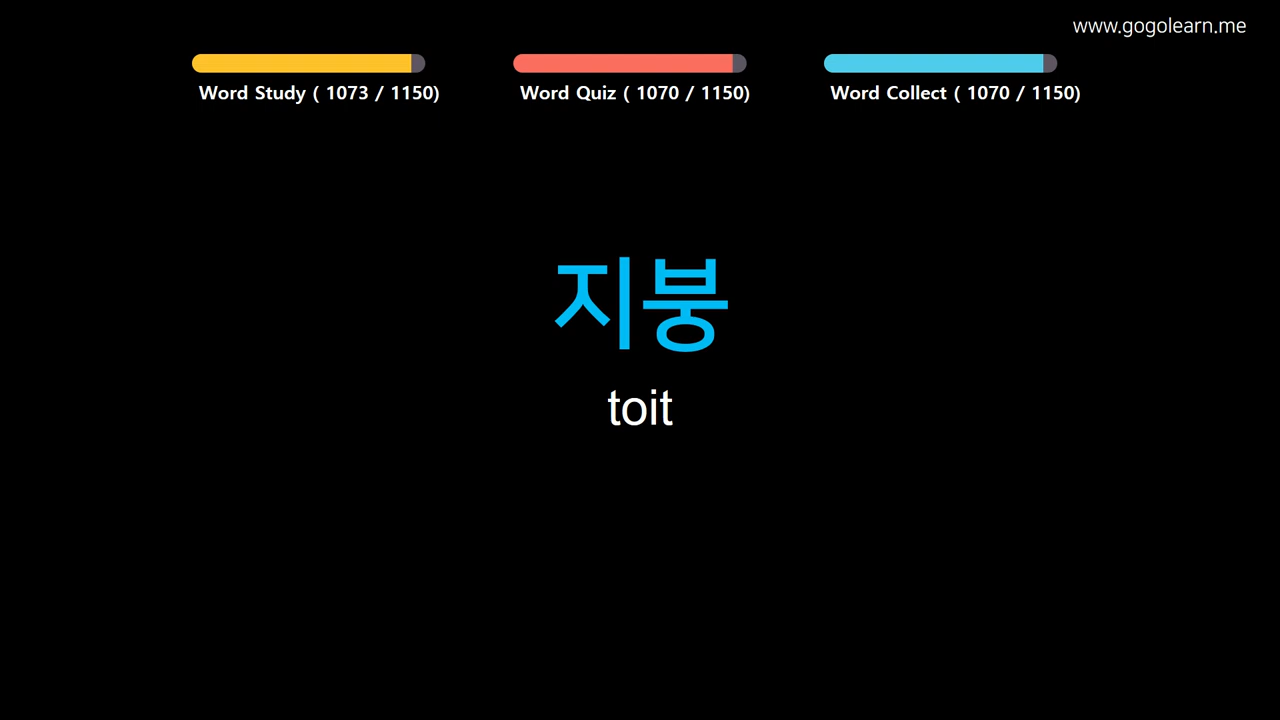 www.gogolearn.me
Word Study ( 1073 / 1150)
Word Quiz ( 1070 / 1150)
Word Collect ( 1070 / 1150)
지붕
toit